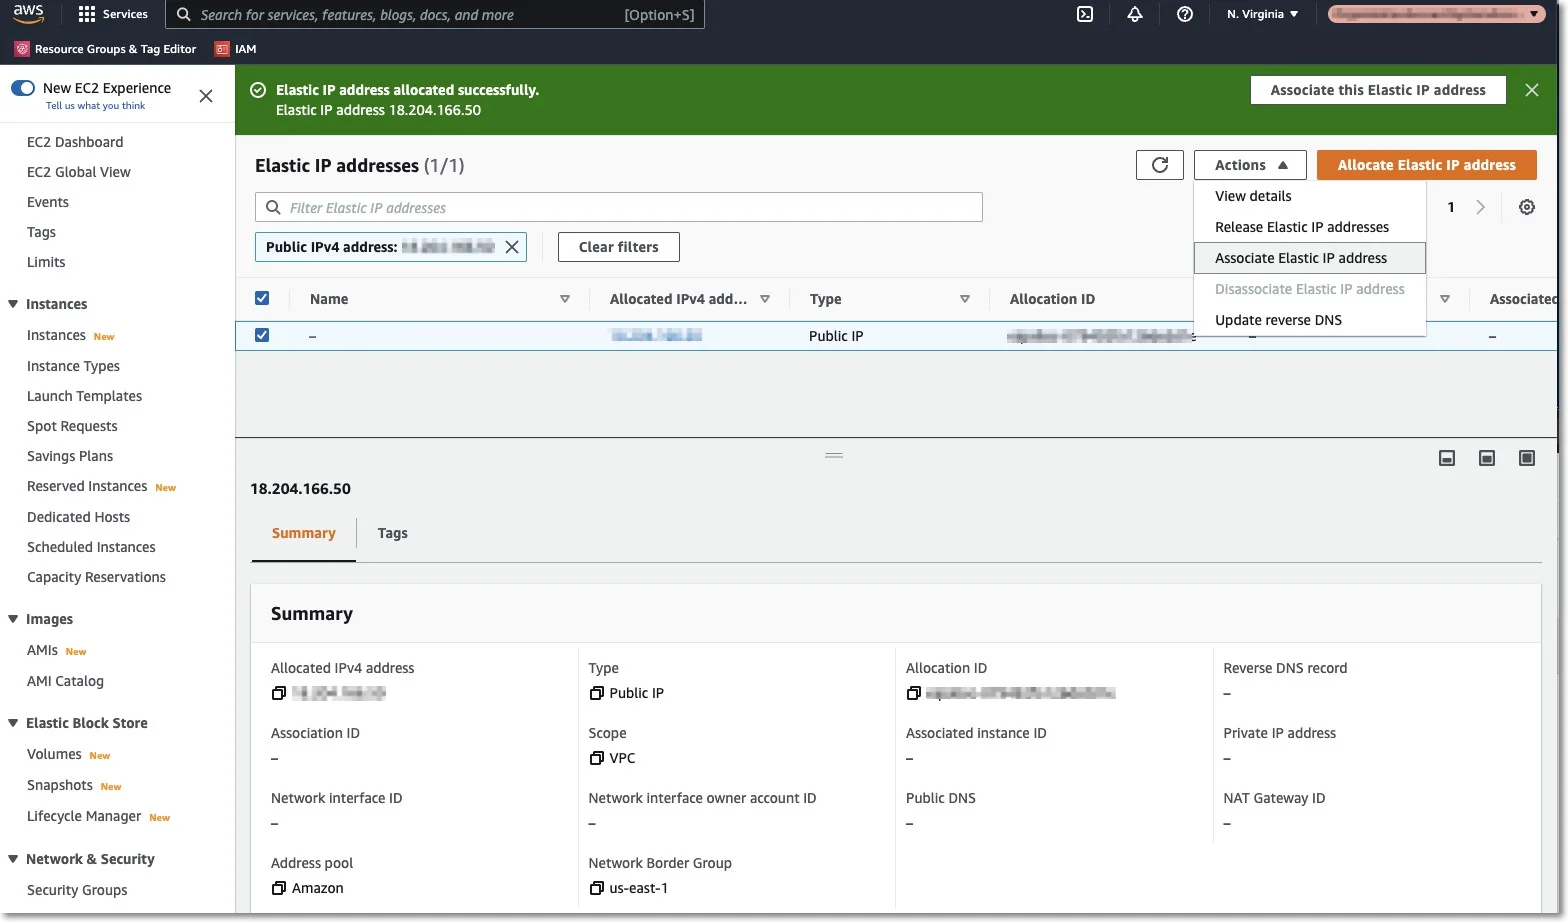 aws Services Search for services, features, blogs, docs, and more [Option+S] N. Virginia
Resource Groups & Tag Editor IAM
New EC2 Experience
Tell us what you think
EC2 Dashboard
EC2 Global View
Events
Tags
Limits
Instances
Instances New
Instance Types
Launch Templates
Spot Requests
Savings Plans
Reserved Instances New
Dedicated Hosts
Scheduled Instances
Capacity Reservations
Images
AMIs New
AMI Catalog
Elastic Block Store
Volumes New
Snapshots New
Lifecycle Manager New
Network & Security
Security Groups
Elastic IP address allocated successfully.
Elastic IP address 18.204.166.50
Associate this Elastic IP address
Elastic IP addresses (1/1)
Actions
Allocate Elastic IP address
Filter Elastic IP addresses
1
View details
Release Elastic IP addresses
Associate Elastic IP address
Disassociate Elastic IP address
Update reverse DNS
Public IPv4 address:
Clear filters
Name Allocated IPv4 add... Type Allocation ID Associated
– Public IP – –
18.204.166.50
Summary Tags
Summary
Allocated IPv4 address
Type
Public IP
Allocation ID
Reverse DNS record
–
Association ID
–
Scope
VPC
Associated instance ID
–
Private IP address
–
Network interface ID
–
Network interface owner account ID
–
Public DNS
–
NAT Gateway ID
–
Address pool
Amazon
Network Border Group
us-east-1